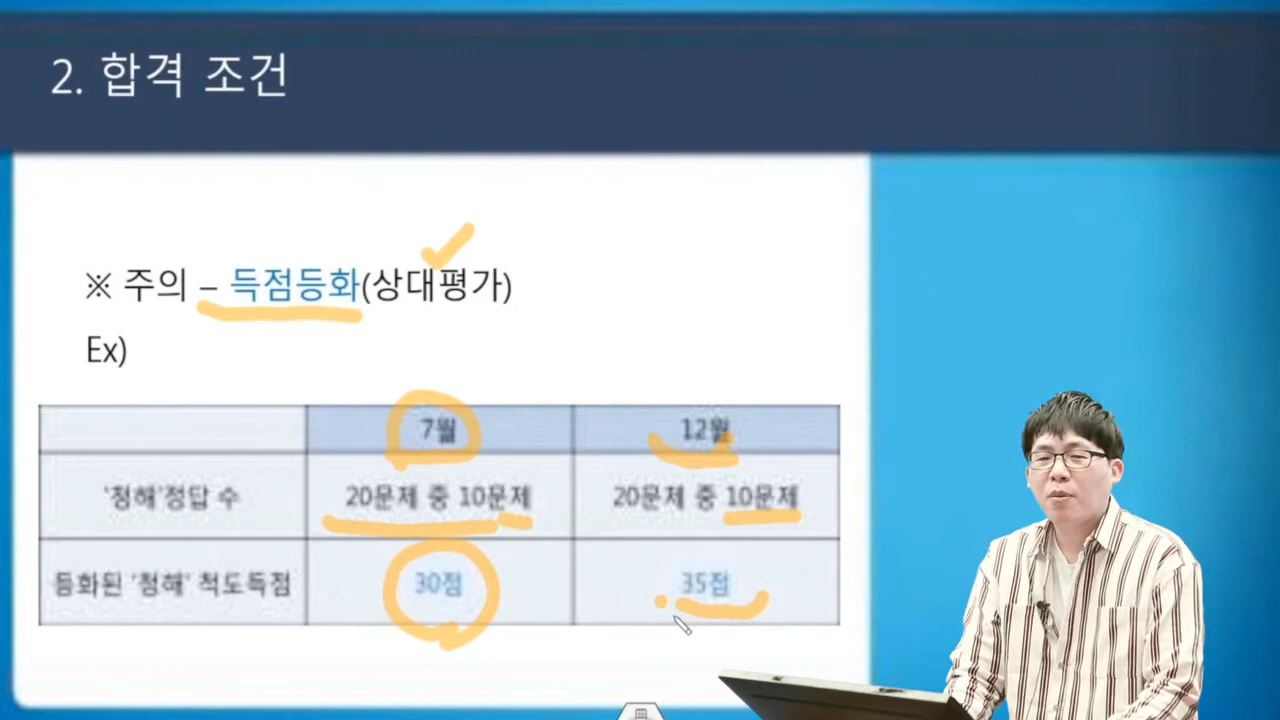 2. 합격 조건
※ 주의 – 득점등화(상대평가)
Ex)
7월 12월
'청해'정답 수 20문제 중 10문제 20문제 중 10문제
등화된 '청해' 척도득점 30점 35점